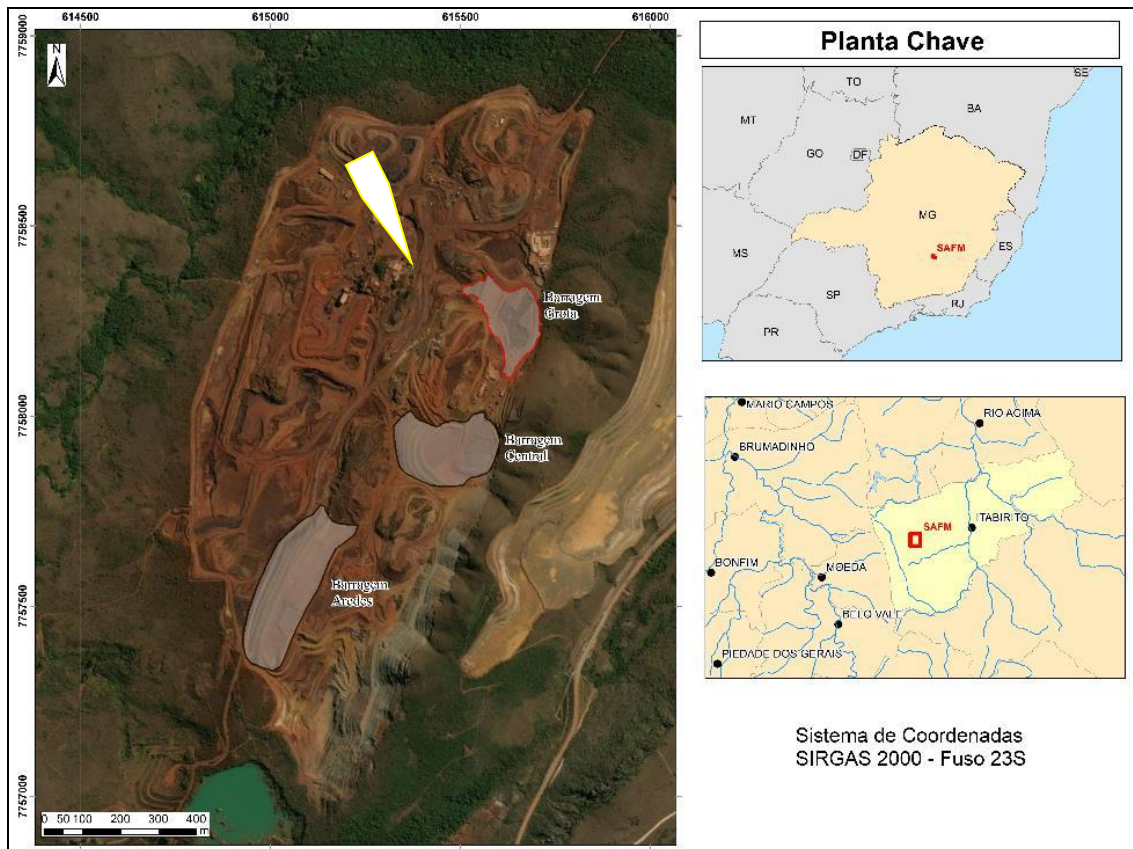 614500
615000
615500
616000
7759000
7758500
7758000
7757500
7757000
N
Barragem
Grota
Barragem
Central
Barragem
Aredes
0 50 100 200 300 400
m
Planta Chave
TO
SE
MT
BA
GO
DF
MG
SAFM
MS
ES
SP
RJ
PR
MARIO CAMPOS
RIO ACIMA
BRUMADINHO
SAFM
ITABIRITO
BONFIM
MOEDA
BELO VALE
PIEDADE DOS GERAIS
Sistema de Coordenadas
SIRGAS 2000 - Fuso 23S